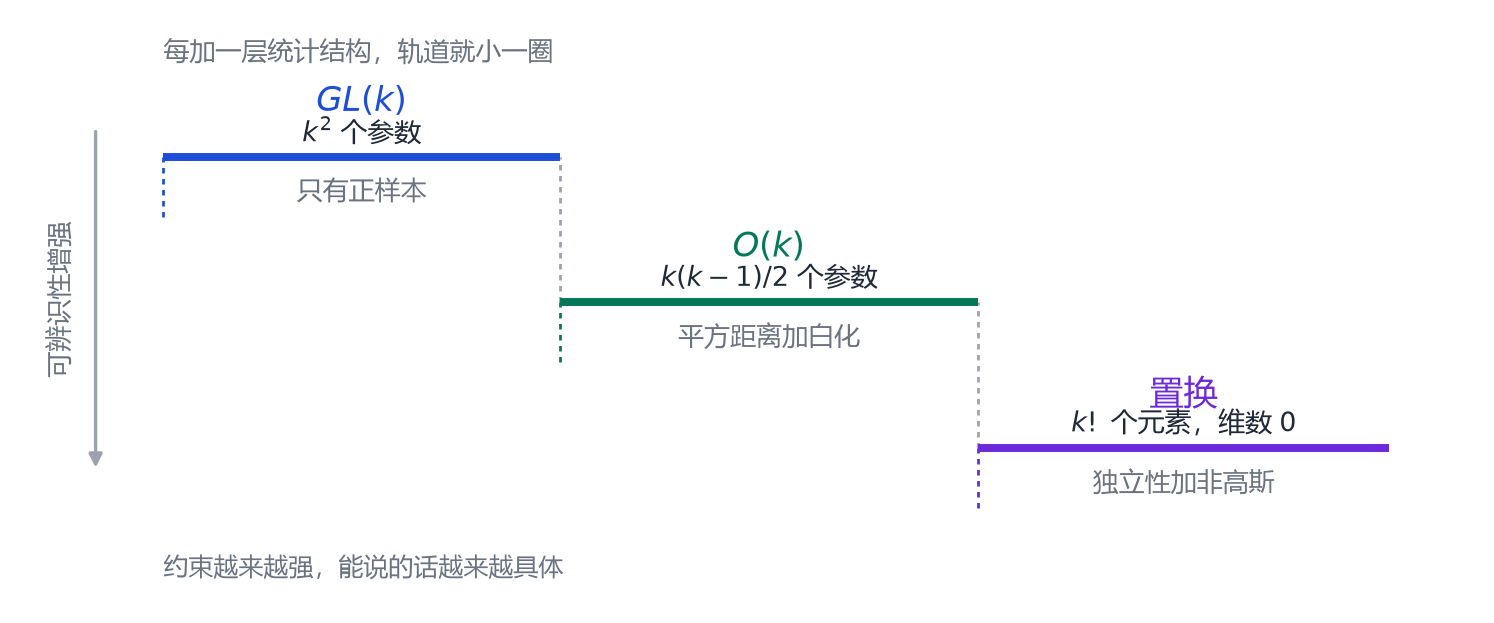 每加一层统计结构，轨道就小一圈
GL(k)
k² 个参数
只有正样本
可辨识性增强
O(k)
k(k − 1)/2 个参数
平方距离加白化
置换
k! 个元素，维数 0
独立性加非高斯
约束越来越强，能说的话越来越具体